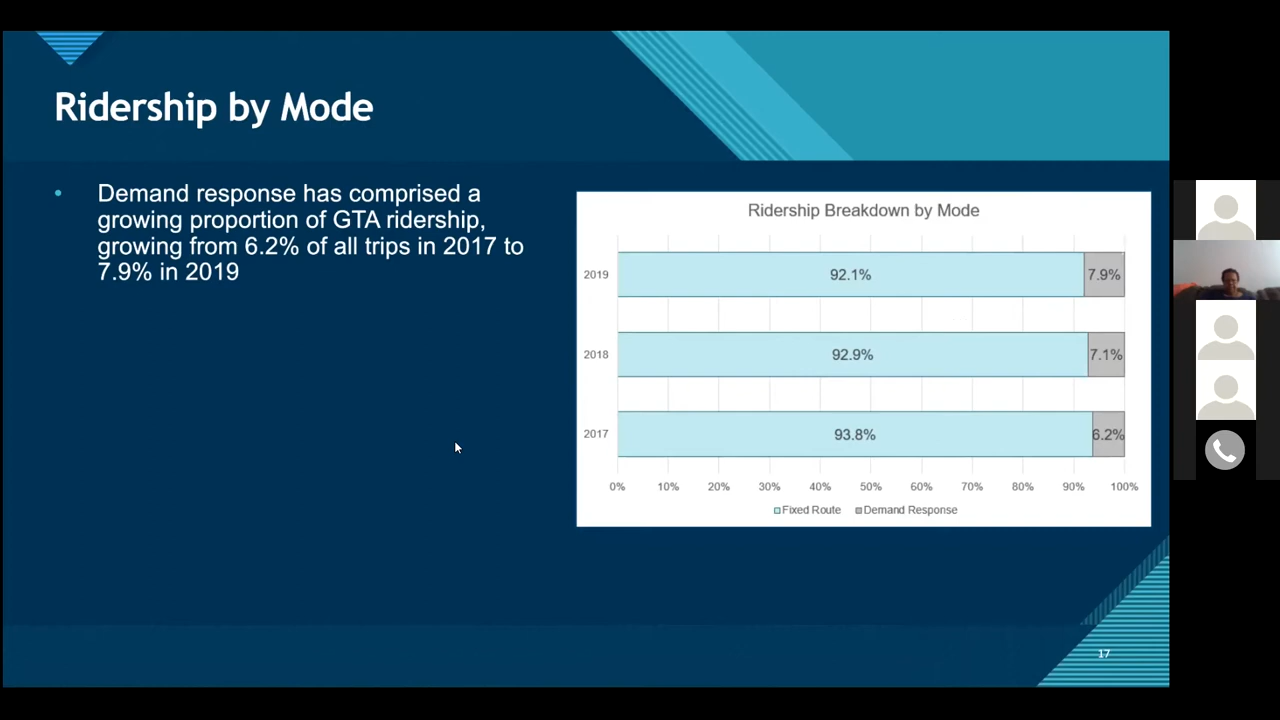 Ridership by Mode
• Demand response has comprised a
growing proportion of GTA ridership,
growing from 6.2% of all trips in 2017 to
7.9% in 2019
Ridership Breakdown by Mode
2019 92.1% 7.9%
2018 92.9% 7.1%
2017 93.8% 6.2%
0% 10% 20% 30% 40% 50% 60% 70% 80% 90% 100%
Fixed Route Demand Response
17